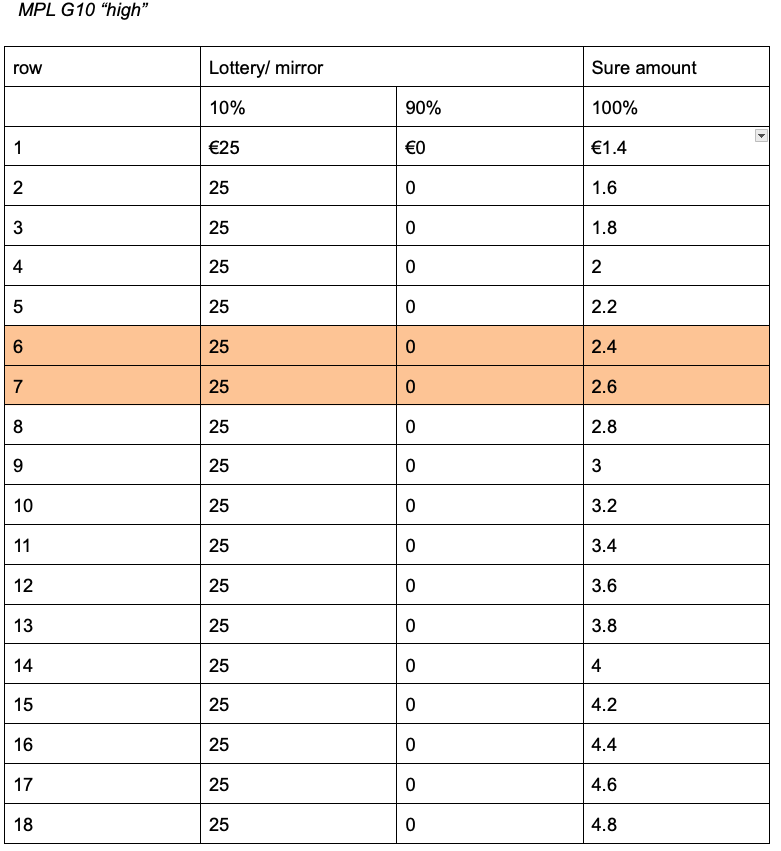 MPL G10 “high”
row Lottery/ mirror Sure amount
10% 90% 100%
1 €25 €0 €1.4
2 25 0 1.6
3 25 0 1.8
4 25 0 2
5 25 0 2.2
6 25 0 2.4
7 25 0 2.6
8 25 0 2.8
9 25 0 3
10 25 0 3.2
11 25 0 3.4
12 25 0 3.6
13 25 0 3.8
14 25 0 4
15 25 0 4.2
16 25 0 4.4
17 25 0 4.6
18 25 0 4.8